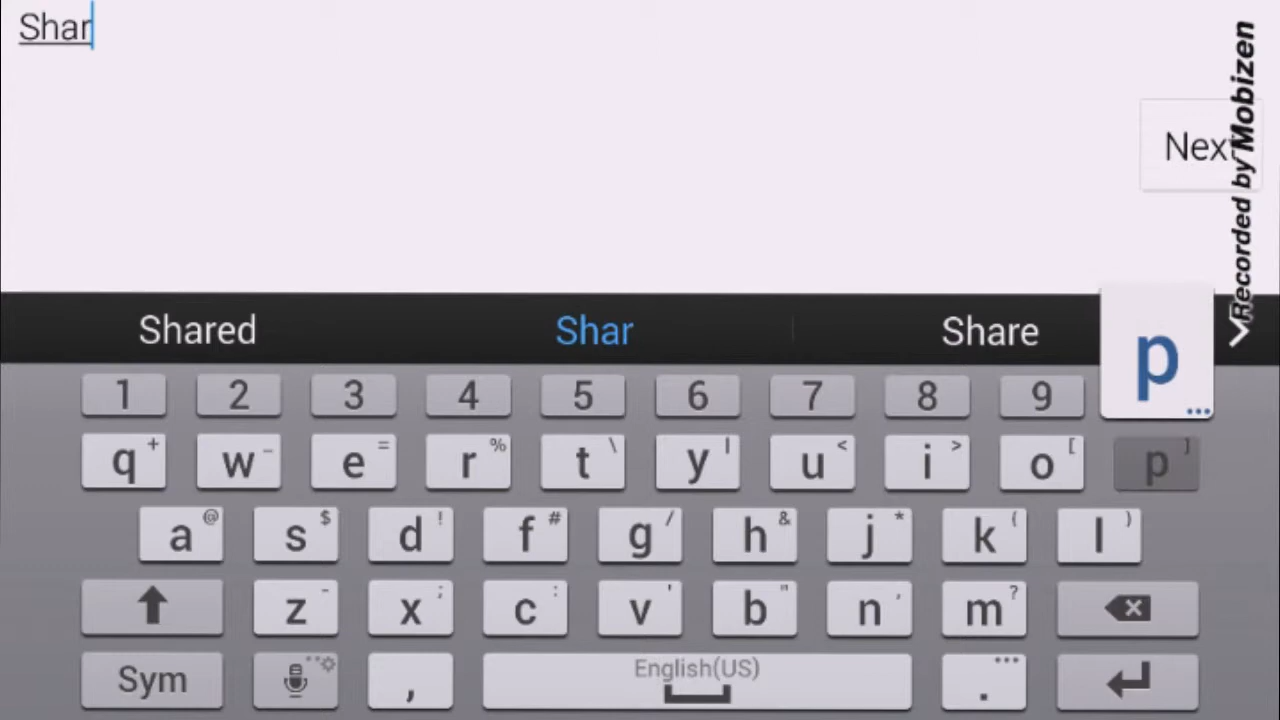 Shar
Next
Recorded by Mobizen
Shared Shar Share
p
1 2 3 4 5 6 7 8 9
q + w _ e = r % t \ y | u < i > o [ p ]
a @ s $ d ! f # g / h & j * k ( l )
z - x ; c : v ' b " n , m ?
Sym , English(US) .